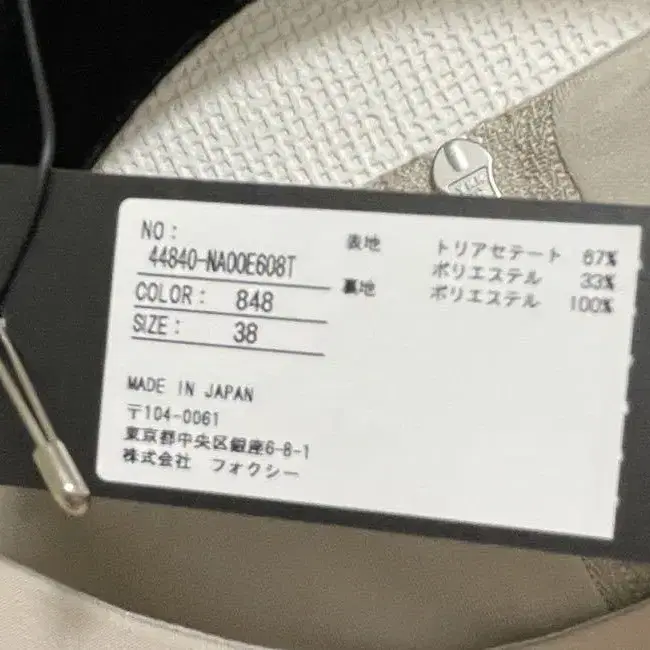 NO:
44840-NA00E608T
COLOR: 848
SIZE: 38
表地 トリアセテート 67%
ポリエステル 33%
裏地 ポリエステル 100%
MADE IN JAPAN
〒104-0061
東京都中央区銀座6-8-1
株式会社 フォクシー